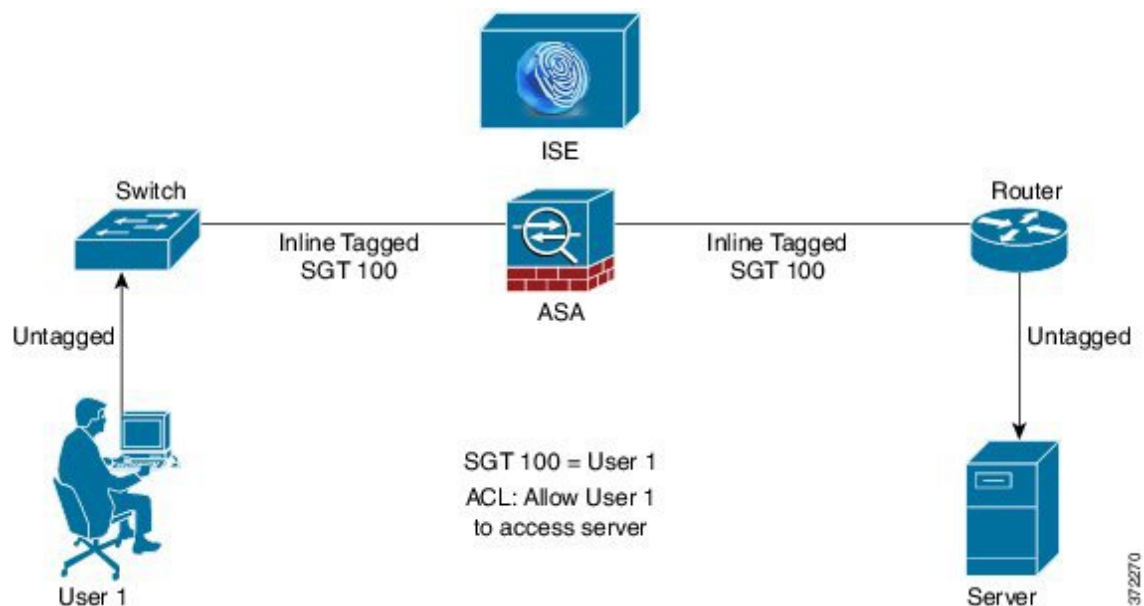 ISE
Switch
Router
Inline Tagged
SGT 100
Inline Tagged
SGT 100
ASA
Untagged
Untagged
SGT 100 = User 1
ACL: Allow User 1
to access server
User 1
Server
372270